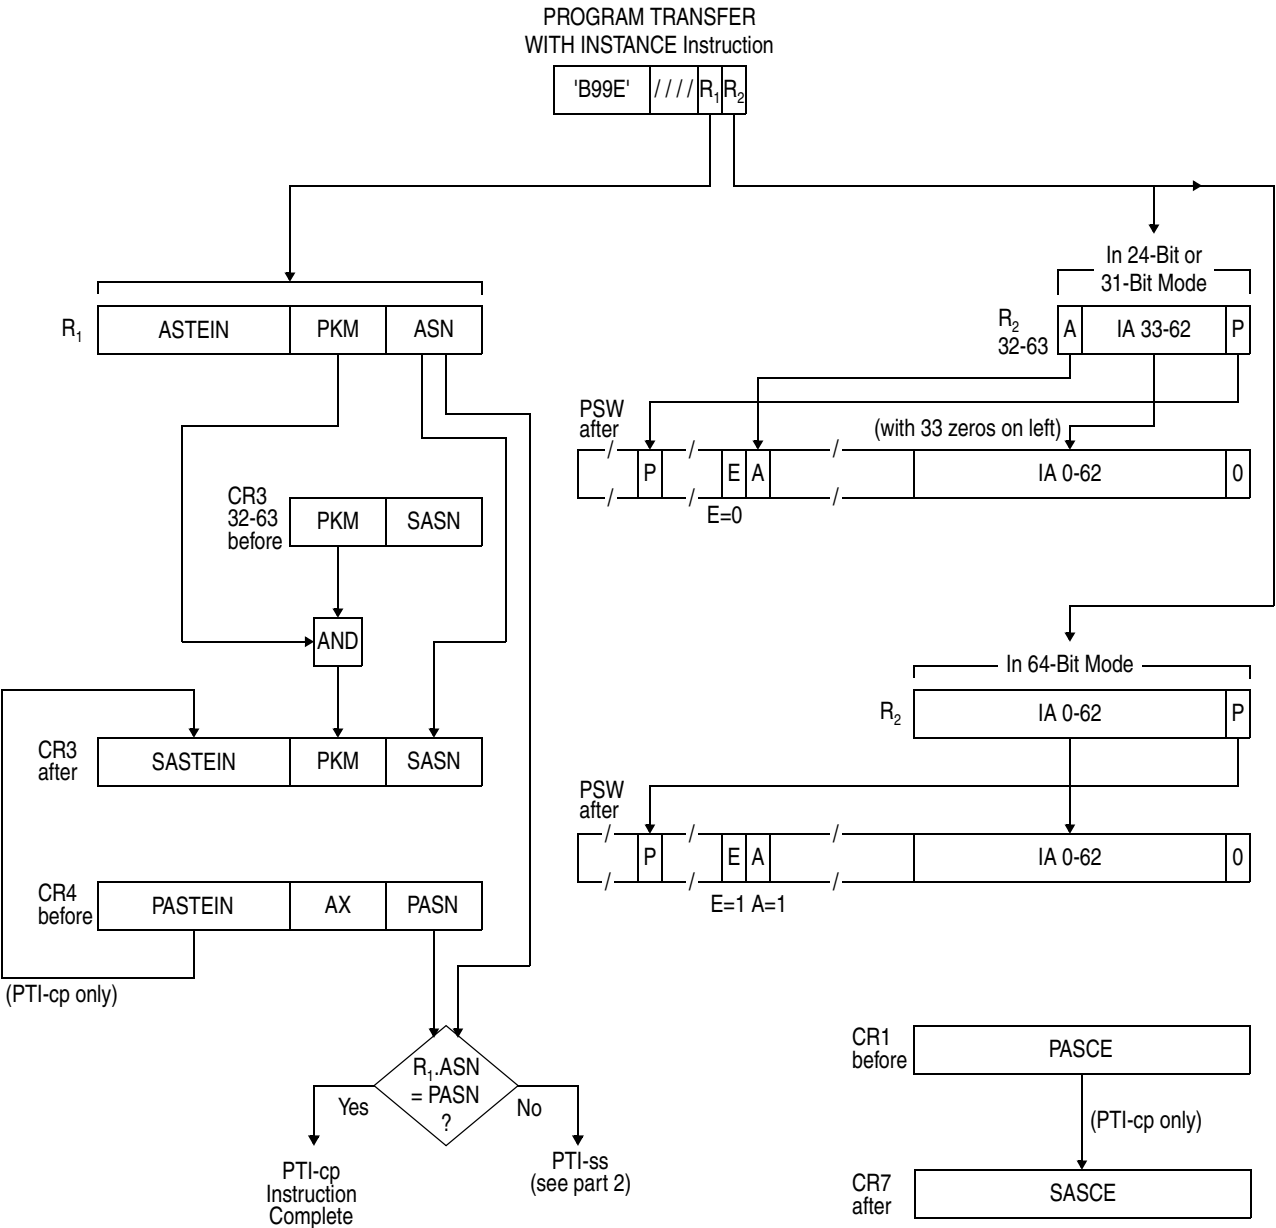 PROGRAM TRANSFER
WITH INSTANCE Instruction
'B99E' //// R1 R2
In 24-Bit or
31-Bit Mode
R1 ASTEIN PKM ASN
R2
32-63
A IA 33-62 P
PSW
after
(with 33 zeros on left)
/ / /
P E A IA 0-62 0
/ / /
E=0
CR3
32-63
before
PKM SASN
AND
In 64-Bit Mode
R2 IA 0-62 P
CR3
after
SASTEIN PKM SASN
PSW
after
/ / /
P E A IA 0-62 0
/ / /
E=1 A=1
CR4
before
PASTEIN AX PASN
(PTI-cp only)
R1.ASN
= PASN
?
Yes No
PTI-cp
Instruction
Complete
PTI-ss
(see part 2)
CR1
before
PASCE
(PTI-cp only)
CR7
after
SASCE